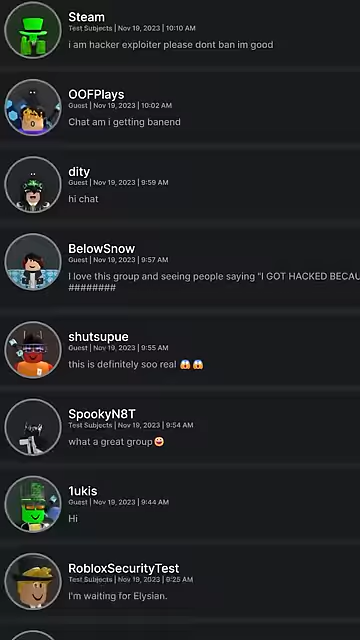 Steam
Test Subjects | Nov 19, 2023 | 10:10 AM
i am hacker exploiter please dont ban im good
OOFPlays
Guest | Nov 19, 2023 | 10:02 AM
Chat am i getting banend
dity
Guest | Nov 19, 2023 | 9:59 AM
hi chat
BelowSnow
Guest | Nov 19, 2023 | 9:57 AM
I love this group and seeing people saying "I GOT HACKED BECAU
########
shutsupue
Guest | Nov 19, 2023 | 9:55 AM
this is definitely soo real 😱😱
SpookyN8T
Test Subjects | Nov 19, 2023 | 9:54 AM
what a great group😃
1ukis
Guest | Nov 19, 2023 | 9:44 AM
Hi
RobloxSecurityTest
Test Subjects | Nov 19, 2023 | 9:25 AM
I'm waiting for Elysian.